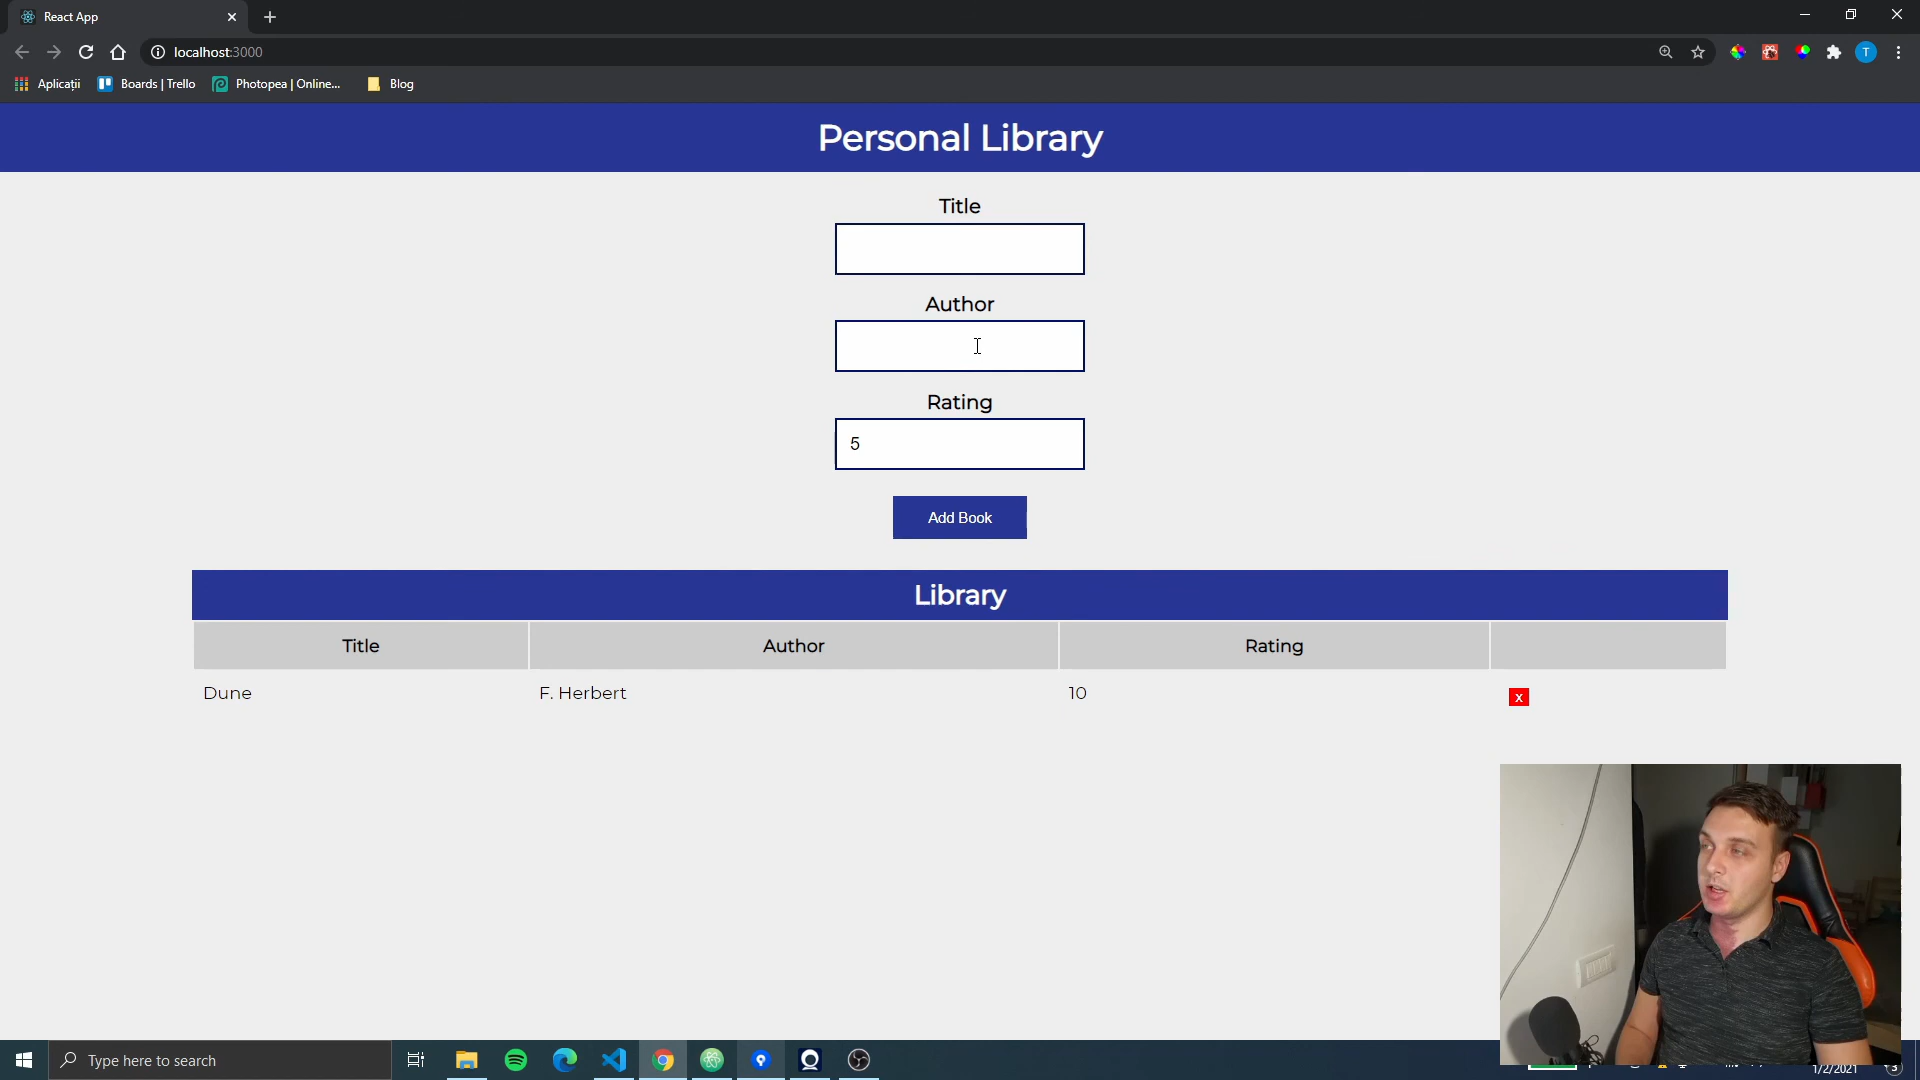 React App
localhost:3000
T
Aplicații Boards | Trello Photopea | Online... Blog
Personal Library
Title
Author
Rating
5
Add Book
Library
Title Author Rating
Dune F. Herbert 10 x
Type here to search
1/2/2021
3